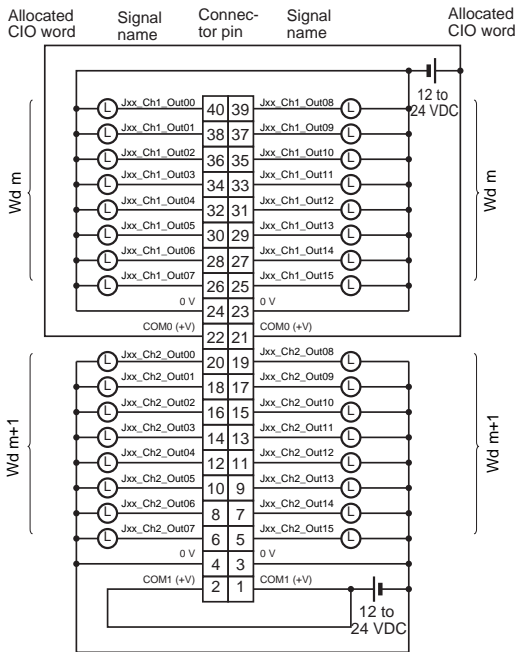 Allocated CIO word
Signal name
Connec-tor pin
Signal name
Allocated CIO word
12 to 24 VDC
Wd m
Wd m
L Jxx_Ch1_Out00 40 39 Jxx_Ch1_Out08 L
L Jxx_Ch1_Out01 38 37 Jxx_Ch1_Out09 L
L Jxx_Ch1_Out02 36 35 Jxx_Ch1_Out10 L
L Jxx_Ch1_Out03 34 33 Jxx_Ch1_Out11 L
L Jxx_Ch1_Out04 32 31 Jxx_Ch1_Out12 L
L Jxx_Ch1_Out05 30 29 Jxx_Ch1_Out13 L
L Jxx_Ch1_Out06 28 27 Jxx_Ch1_Out14 L
L Jxx_Ch1_Out07 26 25 Jxx_Ch1_Out15 L
0 V 24 23 0 V
COM0 (+V) 22 21 COM0 (+V)
Wd m+1
Wd m+1
L Jxx_Ch2_Out00 20 19 Jxx_Ch2_Out08 L
L Jxx_Ch2_Out01 18 17 Jxx_Ch2_Out09 L
L Jxx_Ch2_Out02 16 15 Jxx_Ch2_Out10 L
L Jxx_Ch2_Out03 14 13 Jxx_Ch2_Out11 L
L Jxx_Ch2_Out04 12 11 Jxx_Ch2_Out12 L
L Jxx_Ch2_Out05 10 9 Jxx_Ch2_Out13 L
L Jxx_Ch2_Out06 8 7 Jxx_Ch2_Out14 L
L Jxx_Ch2_Out07 6 5 Jxx_Ch2_Out15 L
0 V 4 3 0 V
COM1 (+V) 2 1 COM1 (+V)
12 to
24 VDC